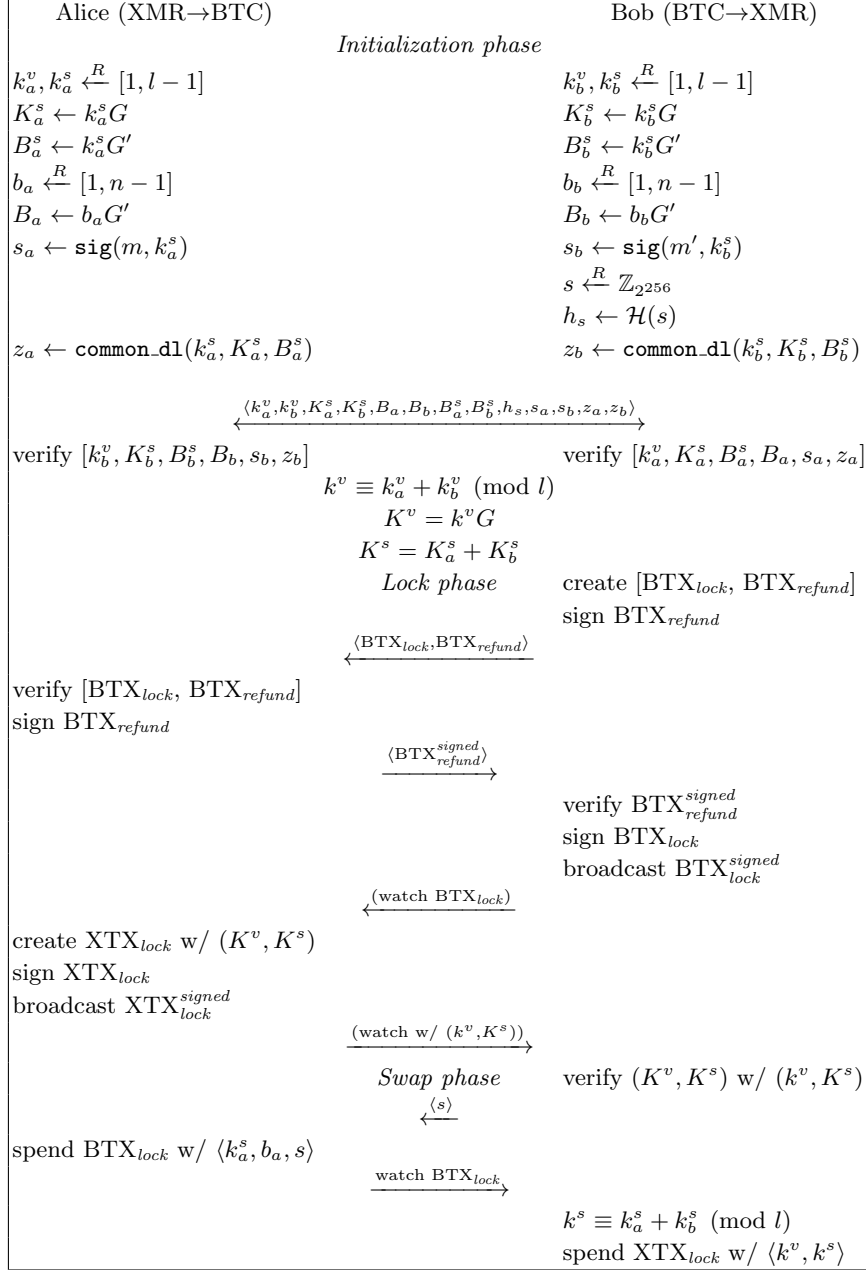 Alice (XMR→BTC) Bob (BTC→XMR)
Initialization phase
k_a^v, k_a^s ←^R [1, l − 1] k_b^v, k_b^s ←^R [1, l − 1]
K_a^s ← k_a^s G K_b^s ← k_b^s G
B_a^s ← k_a^s G′ B_b^s ← k_b^s G′
b_a ←^R [1, n − 1] b_b ←^R [1, n − 1]
B_a ← b_a G′ B_b ← b_b G′
s_a ← sig(m, k_a^s) s_b ← sig(m′, k_b^s)
s ←^R ℤ_{2^{256}}
h_s ← ℋ(s)
z_a ← common_dl(k_a^s, K_a^s, B_a^s) z_b ← common_dl(k_b^s, K_b^s, B_b^s)
⟨k_a^v, k_b^v, K_a^s, K_b^s, B_a, B_b, B_a^s, B_b^s, h_s, s_a, s_b, z_a, z_b⟩
verify [k_b^v, K_b^s, B_b^s, B_b, s_b, z_b] verify [k_a^v, K_a^s, B_a^s, B_a, s_a, z_a]
k^v ≡ k_a^v + k_b^v (mod l)
K^v = k^v G
K^s = K_a^s + K_b^s
Lock phase create [BTX_lock, BTX_refund]
sign BTX_refund
⟨BTX_lock, BTX_refund⟩
verify [BTX_lock, BTX_refund]
sign BTX_refund
⟨BTX_refund^signed⟩
verify BTX_refund^signed
sign BTX_lock
broadcast BTX_lock^signed
(watch BTX_lock)
create XTX_lock w/ (K^v, K^s)
sign XTX_lock
broadcast XTX_lock^signed
(watch w/ (k^v, K^s))
Swap phase verify (K^v, K^s) w/ (k^v, K^s)
⟨s⟩
spend BTX_lock w/ ⟨k_a^s, b_a, s⟩
watch BTX_lock
k^s ≡ k_a^s + k_b^s (mod l)
spend XTX_lock w/ ⟨k^v, k^s⟩